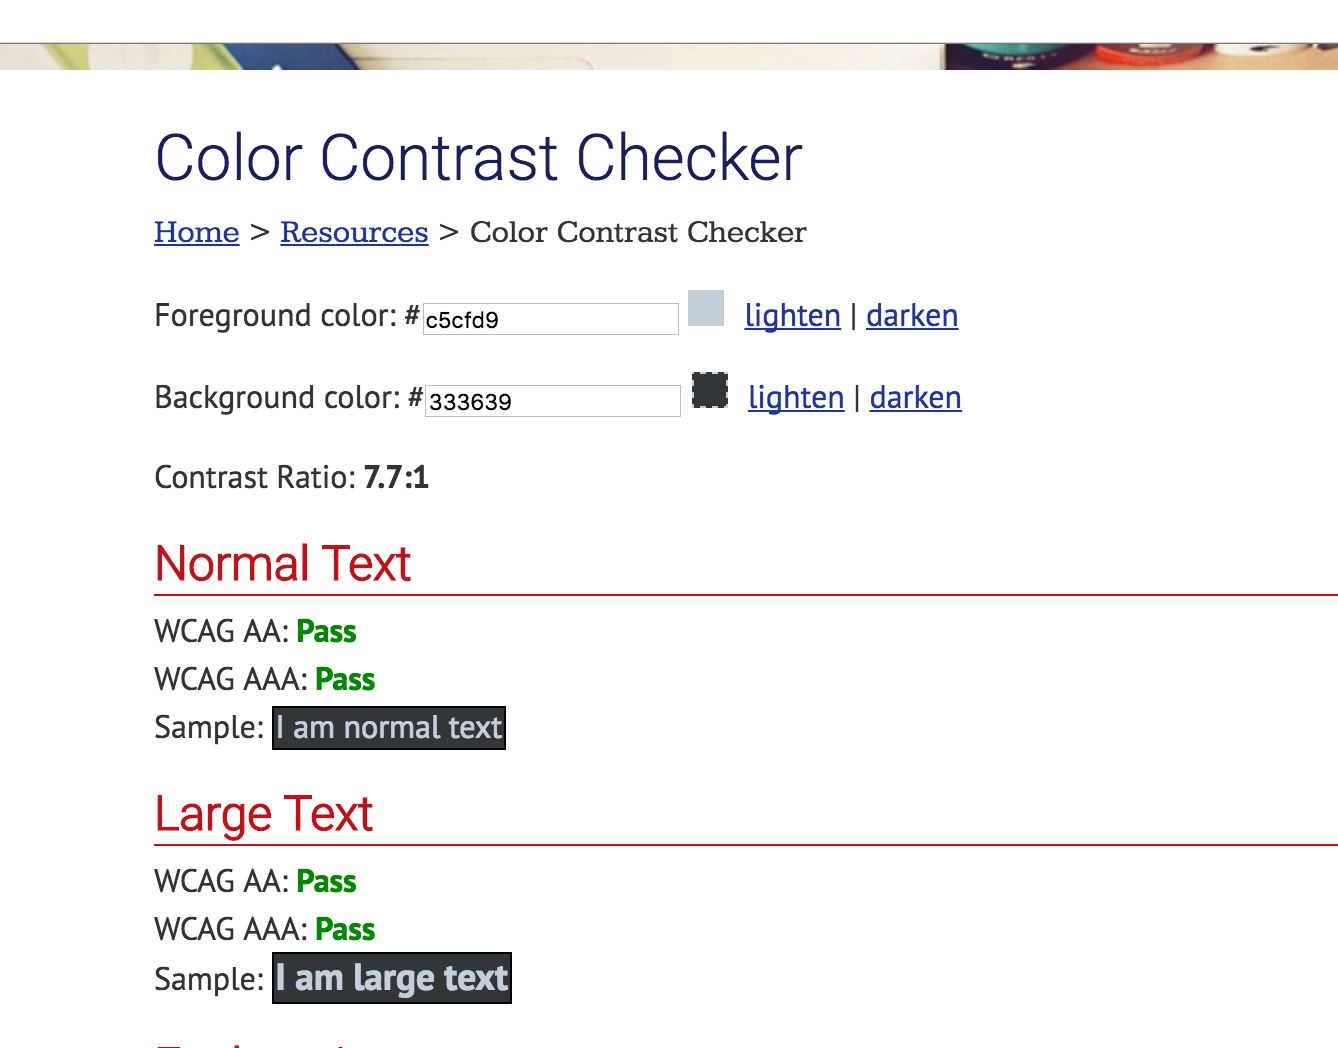 Color Contrast Checker
Home > Resources > Color Contrast Checker
Foreground color: # c5cfd9 lighten | darken
Background color: # 333639 lighten | darken
Contrast Ratio: 7.7:1
Normal Text
WCAG AA: Pass
WCAG AAA: Pass
Sample: I am normal text
Large Text
WCAG AA: Pass
WCAG AAA: Pass
Sample: I am large text